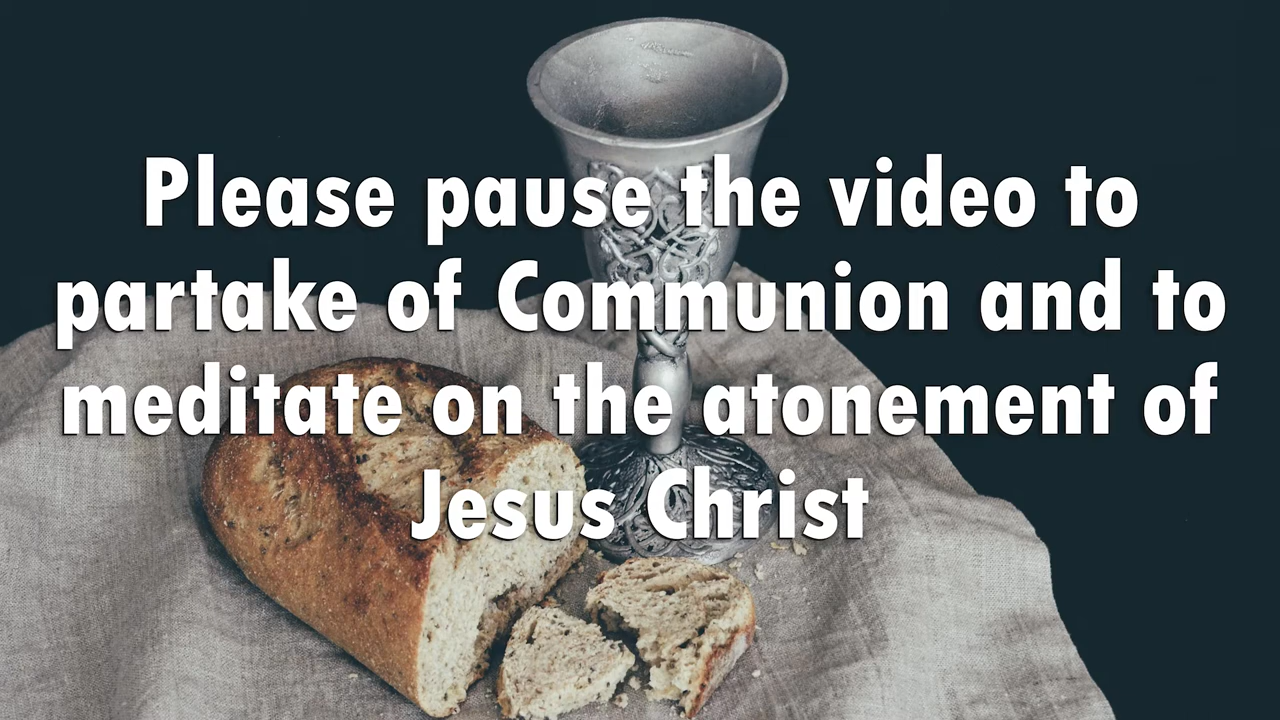 Please pause the video to
partake of Communion and to
meditate on the atonement of
Jesus Christ